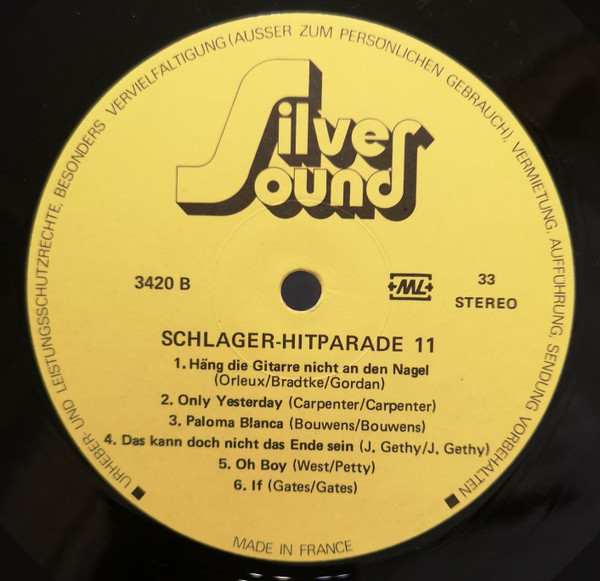 URHEBER- UND LEISTUNGSSCHUTZRECHTE, BESONDERS VERVIELFÄLTIGUNG (AUSSER ZUM PERSÖNLICHEN GEBRAUCH), VERMIETUNG, AUFFÜHRUNG, SENDUNG VORBEHALTEN
Silver
Sound
3420 B
ML
33
STEREO
SCHLAGER-HITPARADE 11
1. Häng die Gitarre nicht an den Nagel
(Orleux/Bradtke/Gordan)
2. Only Yesterday (Carpenter/Carpenter)
3. Paloma Blanca (Bouwens/Bouwens)
4. Das kann doch nicht das Ende sein (J. Gethy/J. Gethy)
5. Oh Boy (West/Petty)
6. If (Gates/Gates)
MADE IN FRANCE